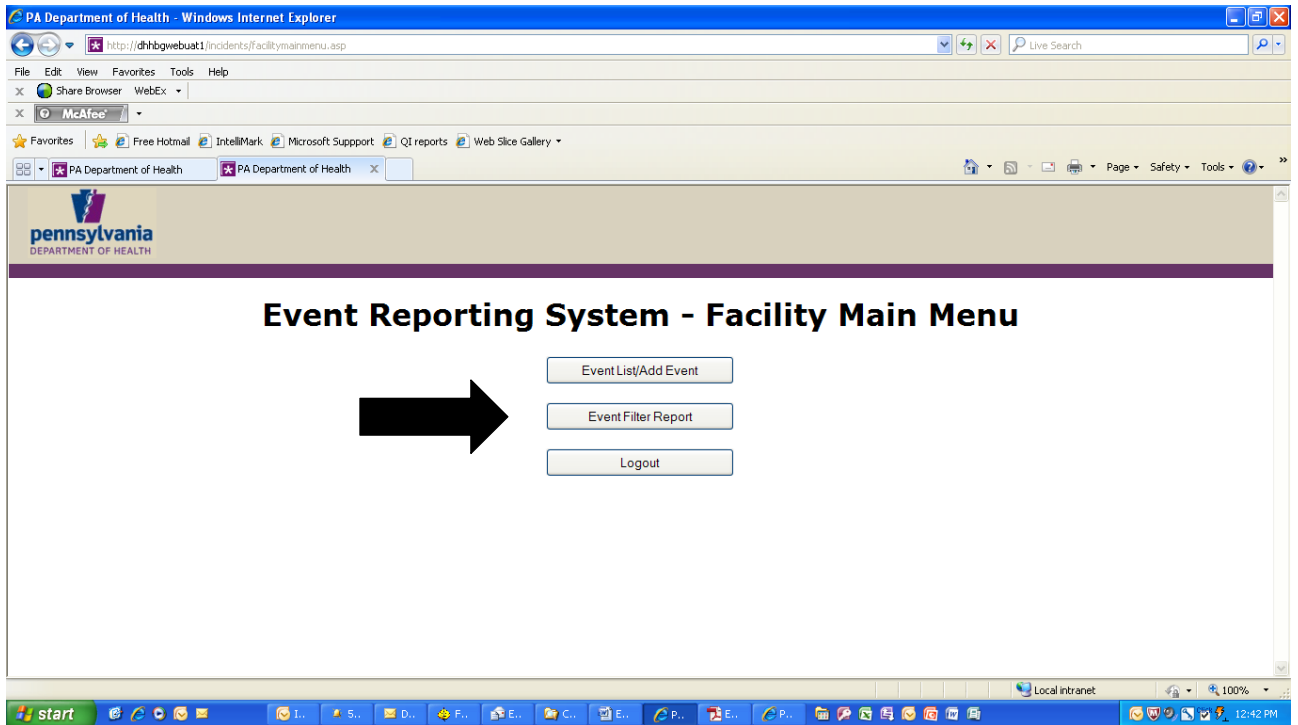 PA Department of Health - Windows Internet Explorer
http://dhhbgwebuat1/incidents/facilitymainmenu.asp
Live Search
File Edit View Favorites Tools Help
x Share Browser WebEx
x McAfee
Favorites Free Hotmail IntelliMark Microsoft Suppport QI reports Web Slice Gallery
PA Department of Health PA Department of Health x Page Safety Tools »
pennsylvania
DEPARTMENT OF HEALTH
Event Reporting System - Facility Main Menu
Event List/Add Event
Event Filter Report
Logout
Local intranet 100%
start I.. 5.. D.. F.. E.. C.. E.. P.. E.. P.. 12:42 PM